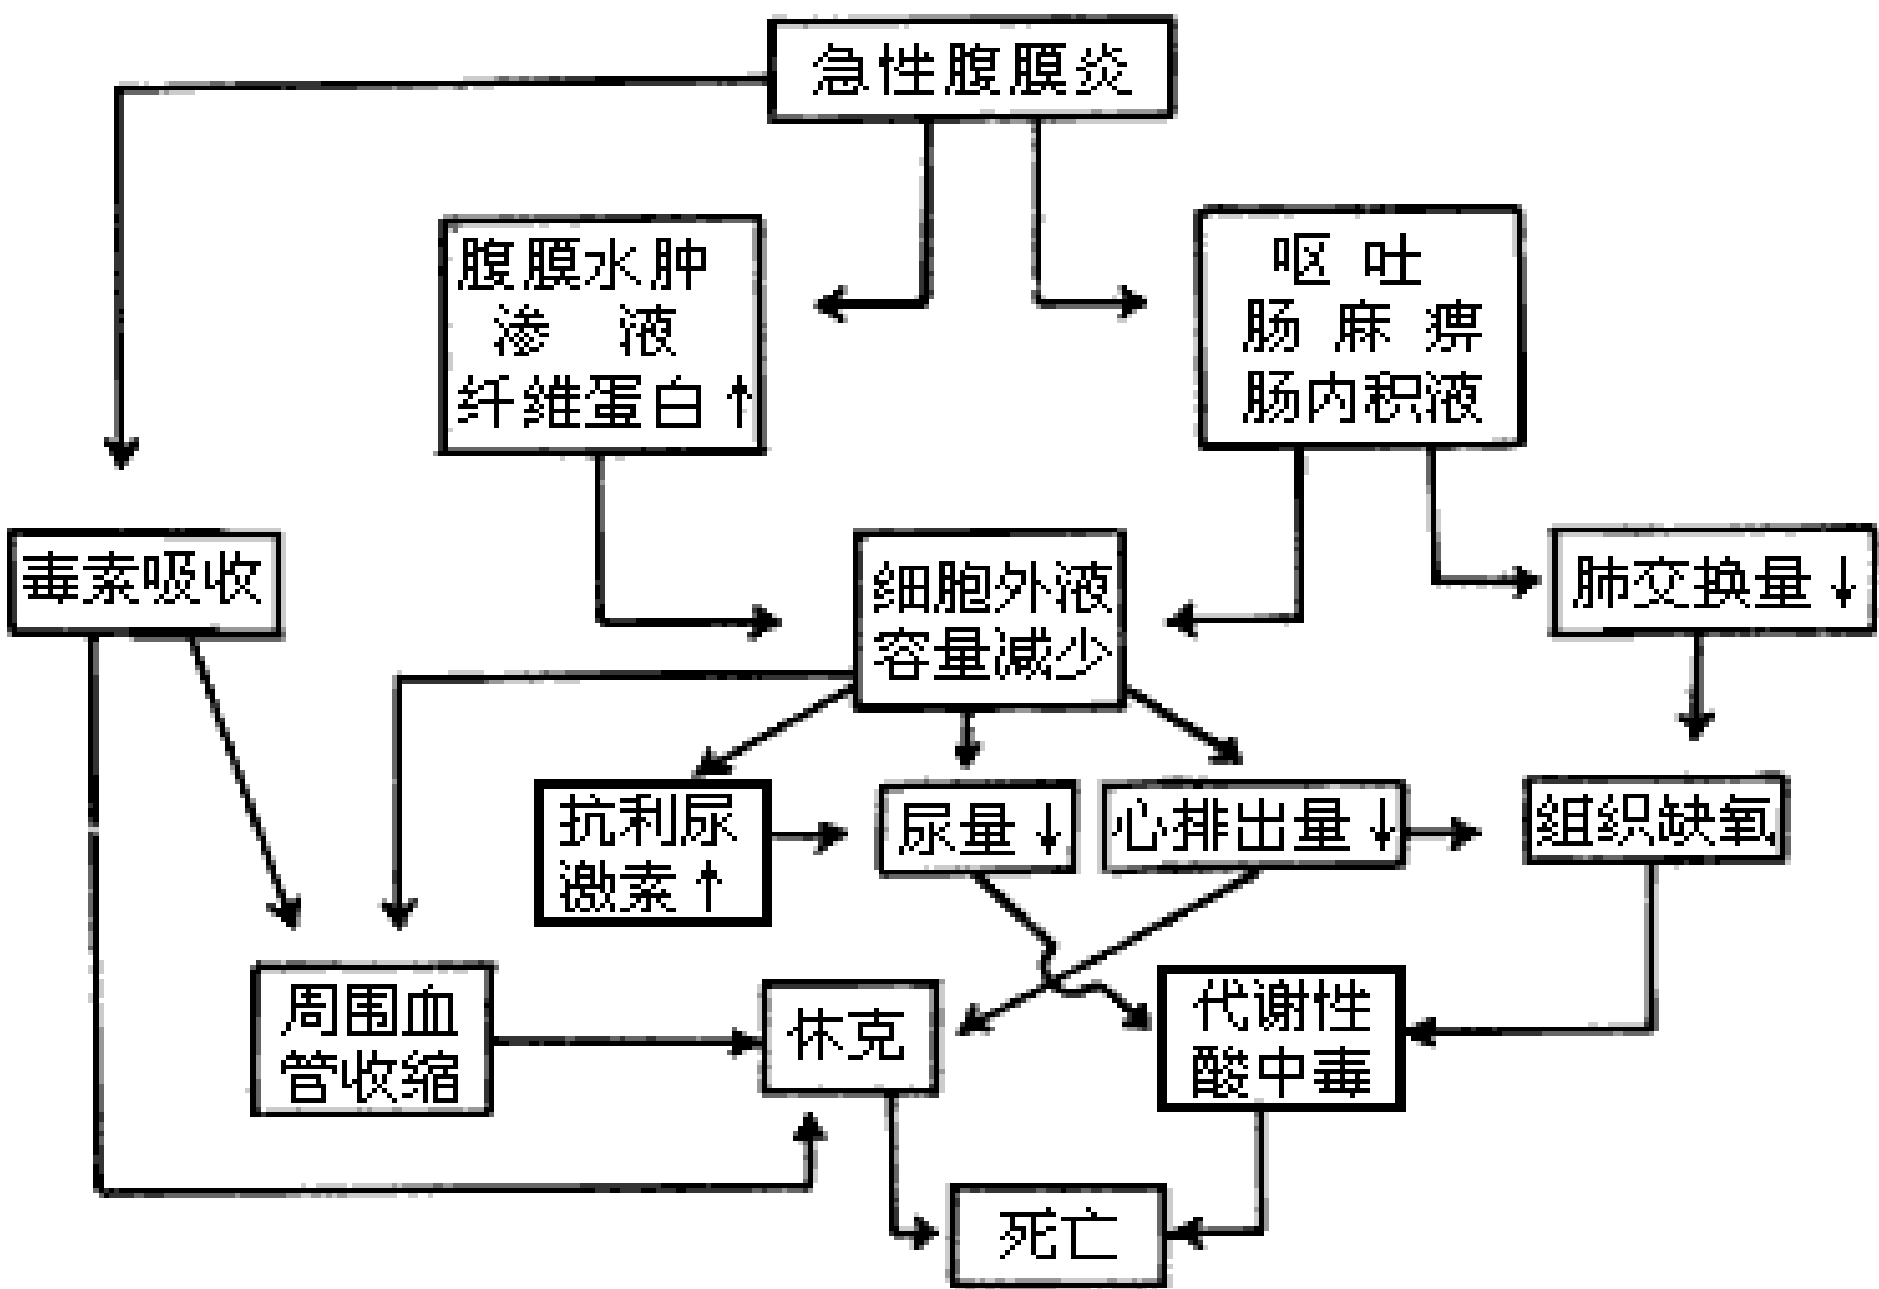 急性腹膜炎
腹膜水肿
渗 液
纤维蛋白↑
呕 吐
肠 麻 痹
肠内积液
毒素吸收
细胞外液
容量减少
肺交换量↓
抗利尿
激素↑
尿量↓
心排出量↓
组织缺氧
周围血
管收缩
休克
代谢性
酸中毒
死亡